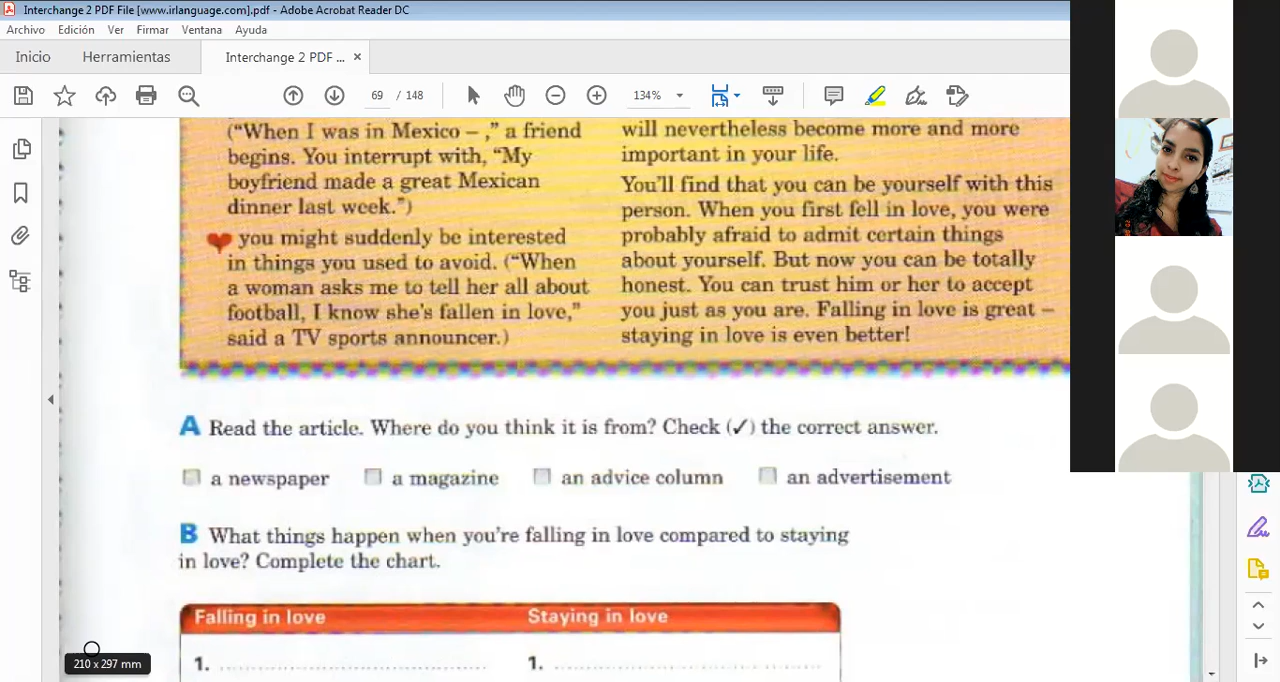 Interchange 2 PDF File [www.irlanguage.com].pdf - Adobe Acrobat Reader DC
Archivo Edición Ver Firmar Ventana Ayuda
Inicio Herramientas Interchange 2 PDF ... ×
69 / 148 134%
("When I was in Mexico – ," a friend
begins. You interrupt with, "My
boyfriend made a great Mexican
dinner last week.")
you might suddenly be interested
in things you used to avoid. ("When
a woman asks me to tell her all about
football, I know she's fallen in love,"
said a TV sports announcer.)
will nevertheless become more and more
important in your life.
You'll find that you can be yourself with this
person. When you first fell in love, you were
probably afraid to admit certain things
about yourself. But now you can be totally
honest. You can trust him or her to accept
you just as you are. Falling in love is great –
staying in love is even better!
A Read the article. Where do you think it is from? Check (✓) the correct answer.
a newspaper a magazine an advice column an advertisement
B What things happen when you're falling in love compared to staying
in love? Complete the chart.
Falling in love Staying in love
1. 1.
210 x 297 mm